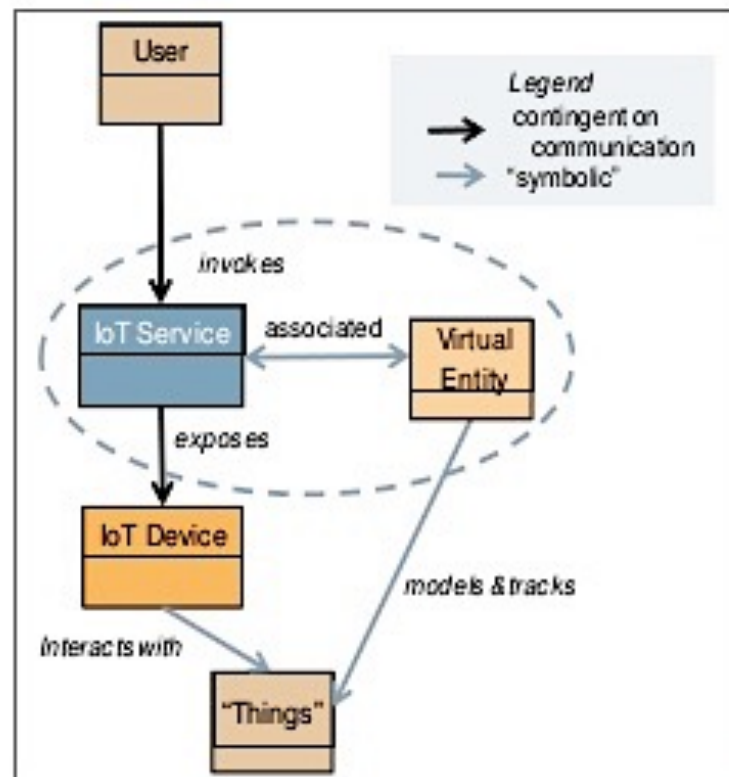 User
Legend
contingent on
communication
"symbolic"
invokes
IoT Service
associated
Virtual
Entity
exposes
IoT Device
models & tracks
Interacts with
"Things"